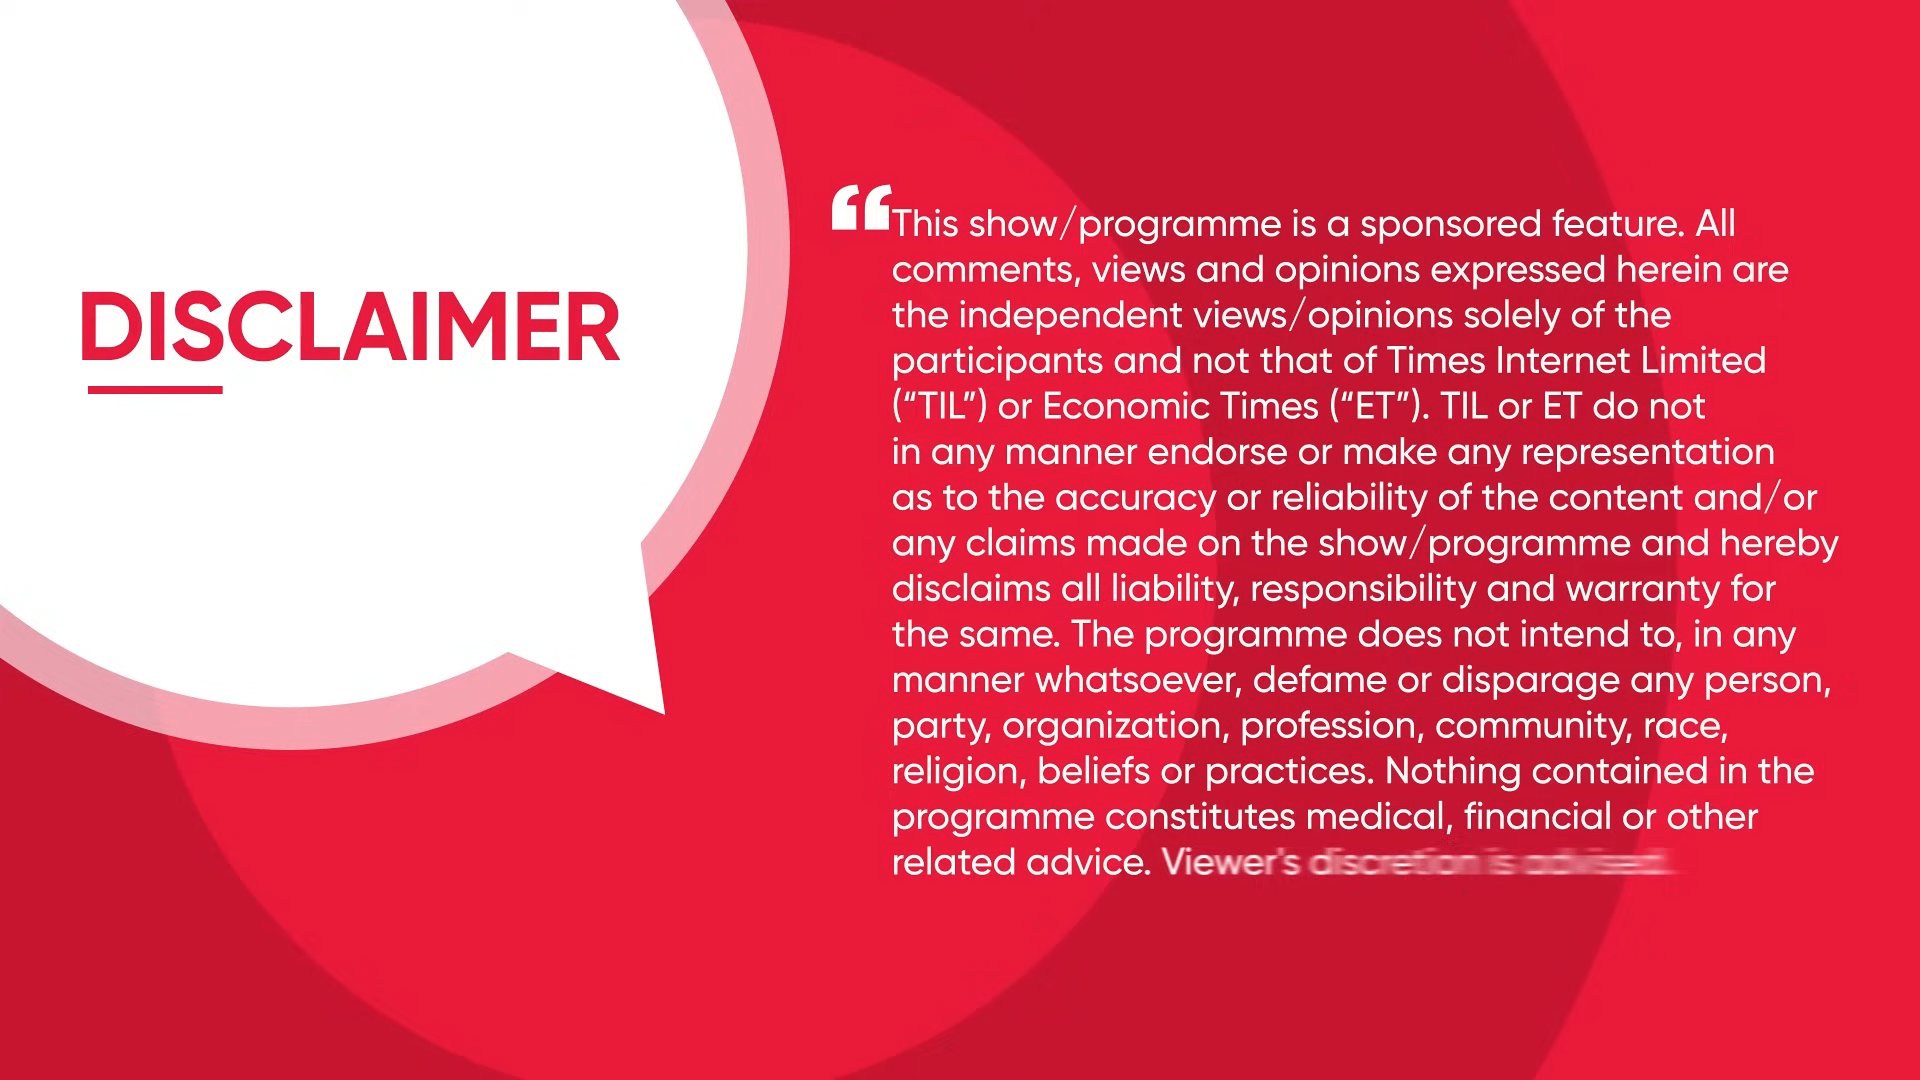 DISCLAIMER
“This show/programme is a sponsored feature. All
comments, views and opinions expressed herein are
the independent views/opinions solely of the
participants and not that of Times Internet Limited
(“TIL”) or Economic Times (“ET”). TIL or ET do not
in any manner endorse or make any representation
as to the accuracy or reliability of the content and/or
any claims made on the show/programme and hereby
disclaims all liability, responsibility and warranty for
the same. The programme does not intend to, in any
manner whatsoever, defame or disparage any person,
party, organization, profession, community, race,
religion, beliefs or practices. Nothing contained in the
programme constitutes medical, financial or other
related advice. Viewer's discretion is advised.